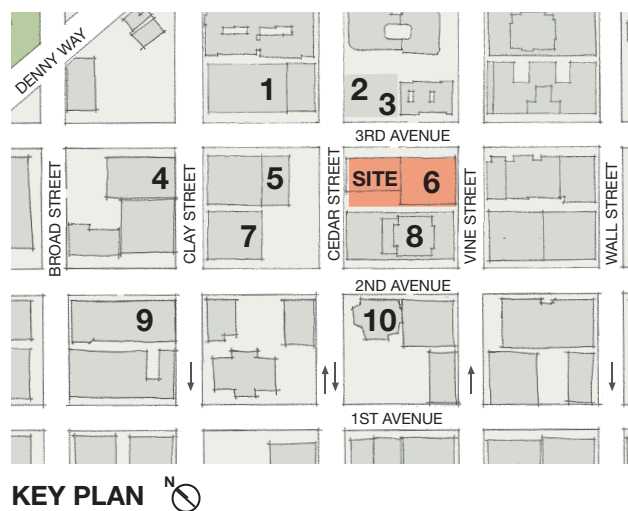 DENNY WAY
1
2
3
3RD AVENUE
BROAD STREET
4
CLAY STREET
5
CEDAR STREET
SITE 6
VINE STREET
WALL STREET
7
8
2ND AVENUE
9
10
1ST AVENUE
KEY PLAN N